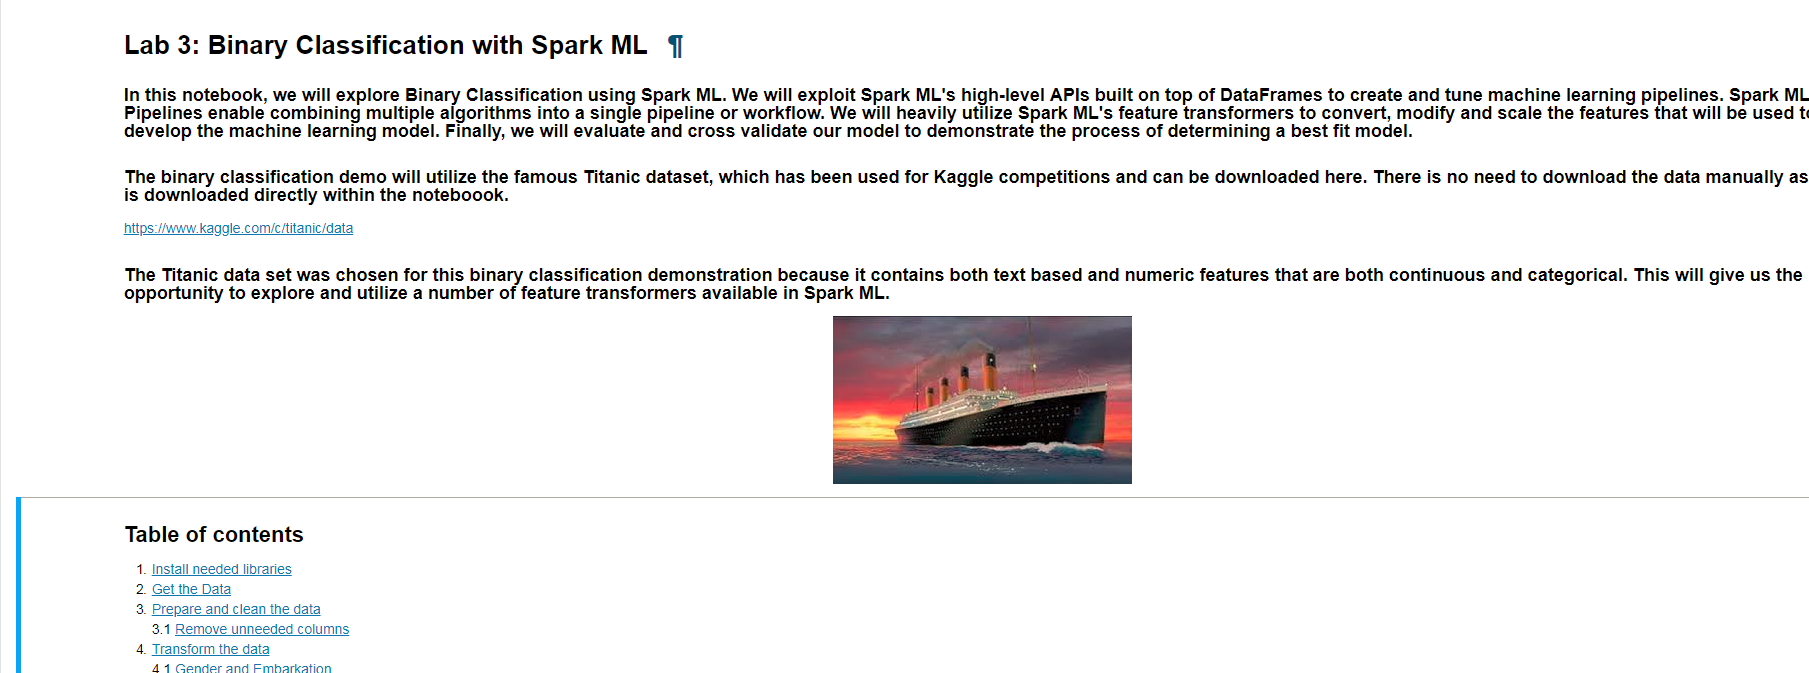 Lab 3: Binary Classification with Spark ML ¶
In this notebook, we will explore Binary Classification using Spark ML. We will exploit Spark ML's high-level APIs built on top of DataFrames to create and tune machine learning pipelines. Spark ML
Pipelines enable combining multiple algorithms into a single pipeline or workflow. We will heavily utilize Spark ML's feature transformers to convert, modify and scale the features that will be used to
develop the machine learning model. Finally, we will evaluate and cross validate our model to demonstrate the process of determining a best fit model.
The binary classification demo will utilize the famous Titanic dataset, which has been used for Kaggle competitions and can be downloaded here. There is no need to download the data manually as
is downloaded directly within the noteboook.
https://www.kaggle.com/c/titanic/data
The Titanic data set was chosen for this binary classification demonstration because it contains both text based and numeric features that are both continuous and categorical. This will give us the
opportunity to explore and utilize a number of feature transformers available in Spark ML.
Table of contents
1. Install needed libraries
2. Get the Data
3. Prepare and clean the data
3.1 Remove unneeded columns
4. Transform the data
4.1 Gender and Embarkation